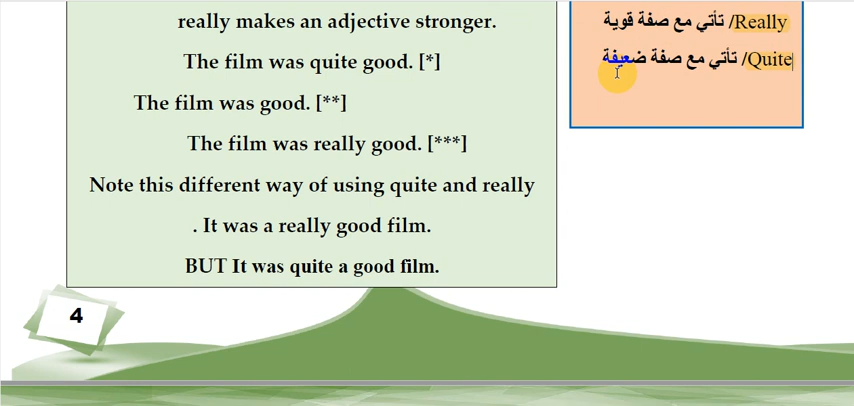 really makes an adjective stronger.
The film was quite good. [*]
The film was good. [**]
The film was really good. [***]
Note this different way of using quite and really
. It was a really good film.
BUT It was quite a good film.
Really/ تأتي مع صفة قوية
Quite/ تأتي مع صفة ضعيفة
4